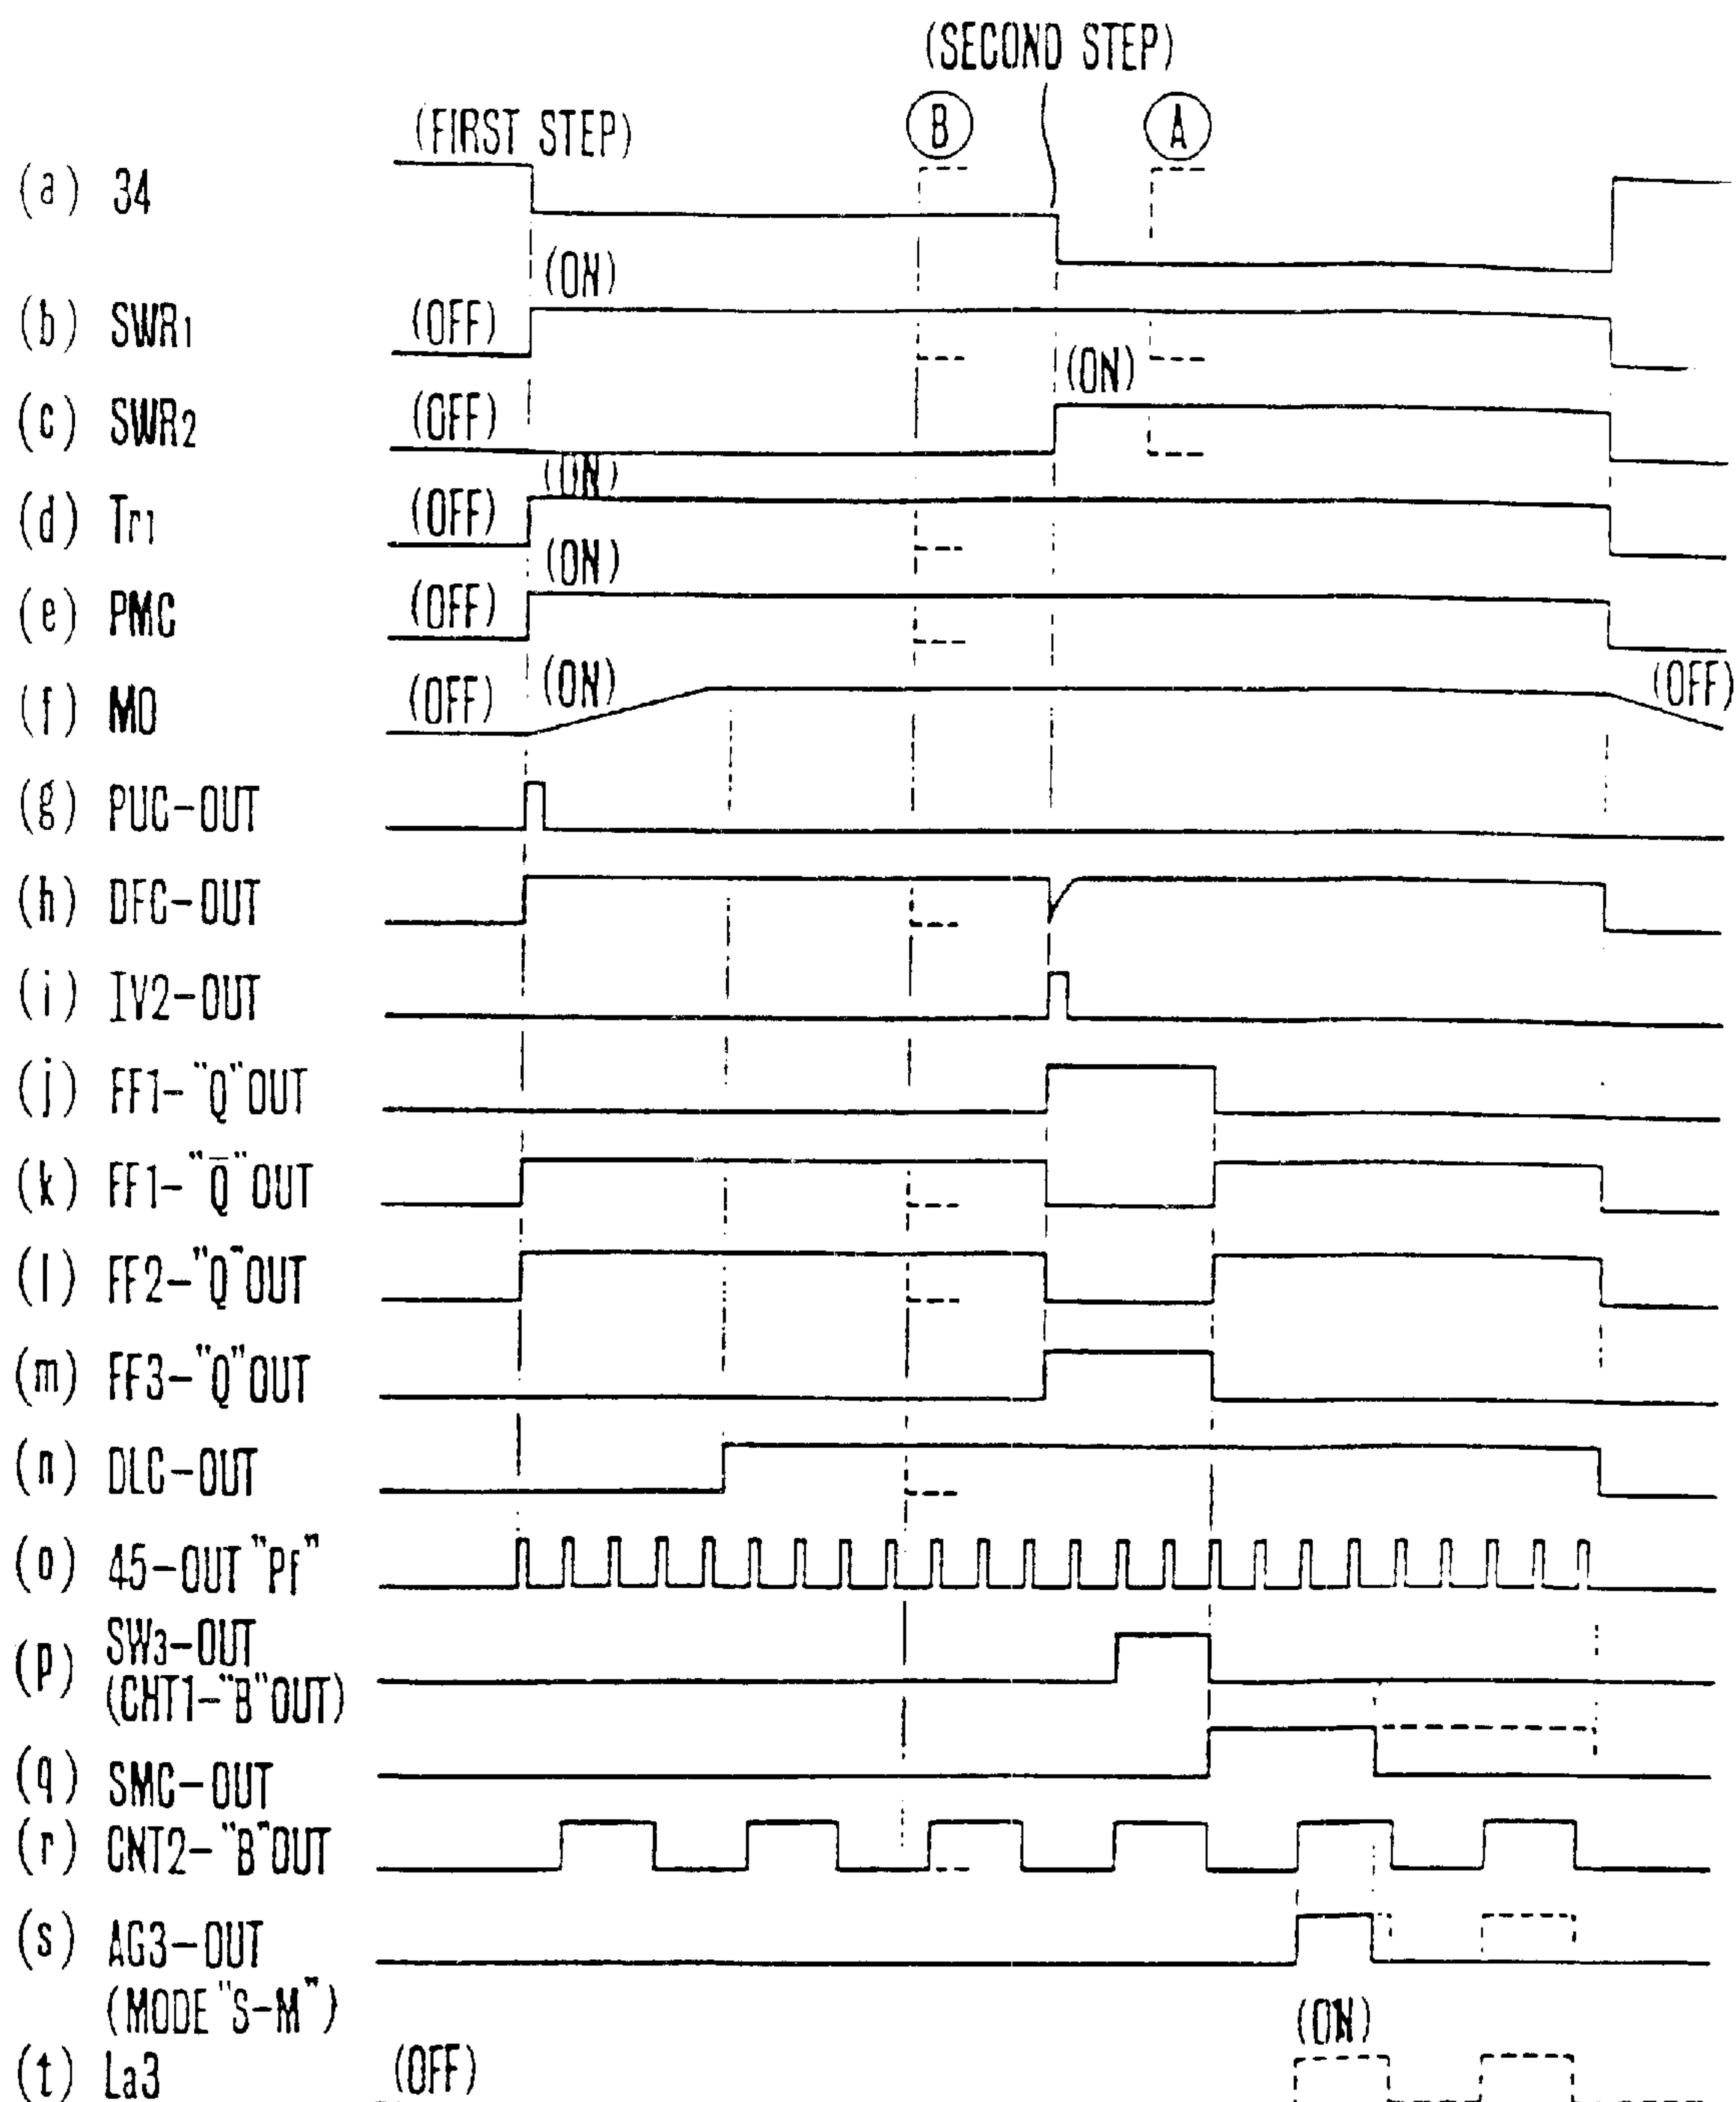 (SECOND STEP)
(FIRST STEP) B A
(a) 34
(ON)
(b) SWR1 (OFF)
(ON)
(c) SWR2 (OFF)
(ON)
(d) Tr1 (OFF)
(ON)
(e) PMC (OFF)
(f) MO (OFF) (ON) (OFF)
(g) PUC-OUT
(h) DFC-OUT
(i) IV2-OUT
(j) FF1-"Q"OUT
(k) FF1-"Q̄"OUT
(l) FF2-"Q"OUT
(m) FF3-"Q"OUT
(n) DLC-OUT
(o) 45-OUT"Pf"
(p) SW3-OUT
(CHT1-"B"OUT)
(q) SMC-OUT
(r) CNT2-"B"OUT
(s) AG3-OUT
(MODE"S-M")
(ON)
(t) La3 (OFF)